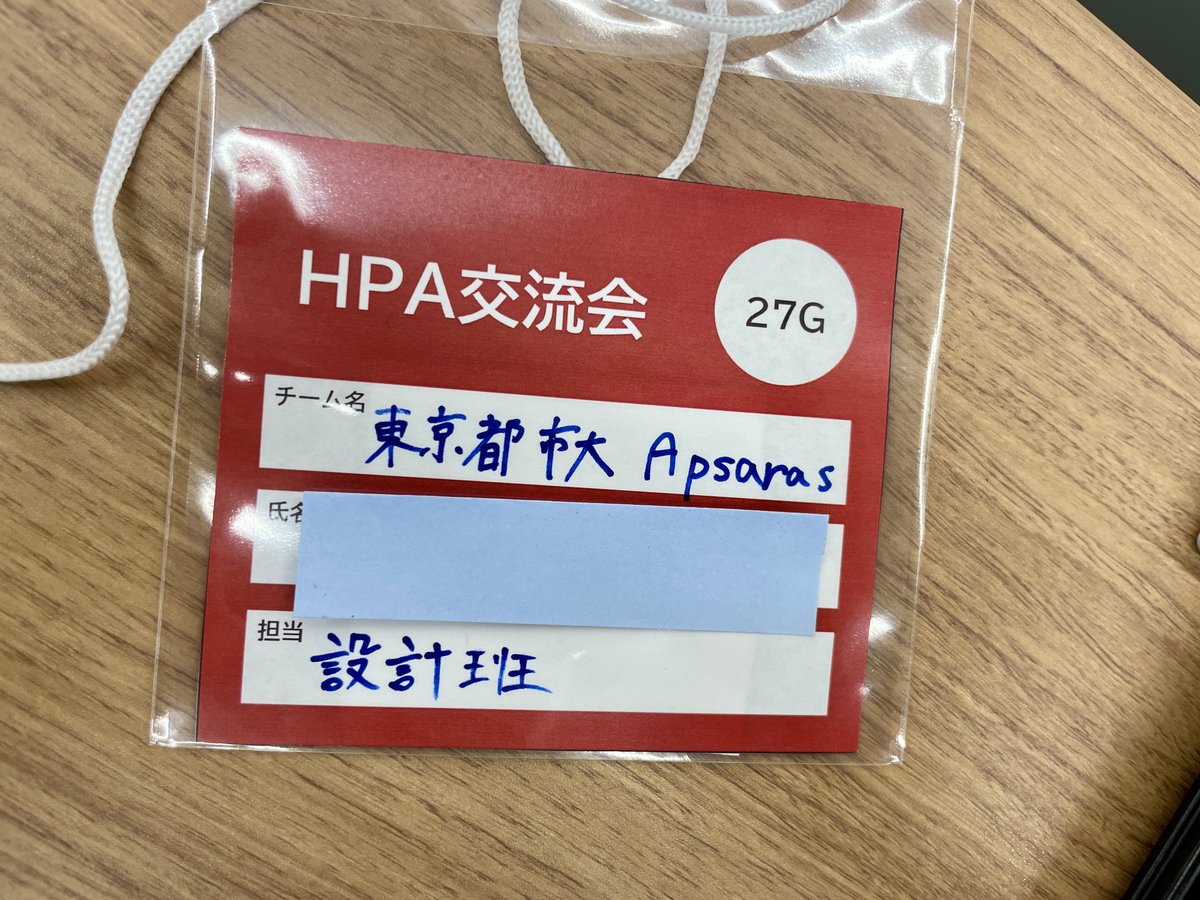 HPA交流会
27G
チーム名
東京都市大 Apsaras
氏名
担当
設計班